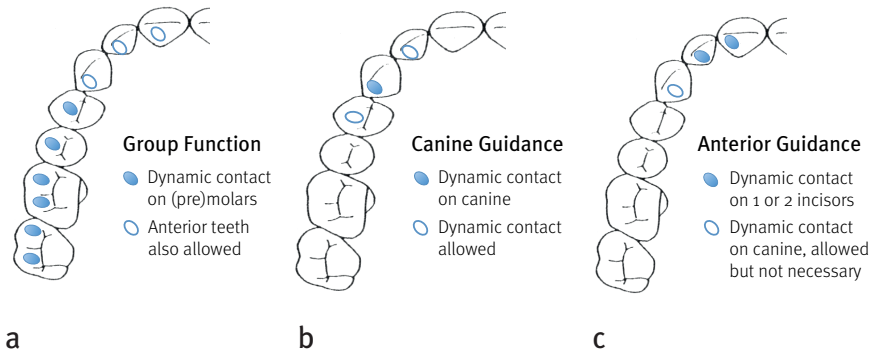 Group Function
Dynamic contact
on (pre)molars
Anterior teeth
also allowed
a
Canine Guidance
Dynamic contact
on canine
Dynamic contact
allowed
b
Anterior Guidance
Dynamic contact
on 1 or 2 incisors
Dynamic contact
on canine, allowed
but not necessary
c